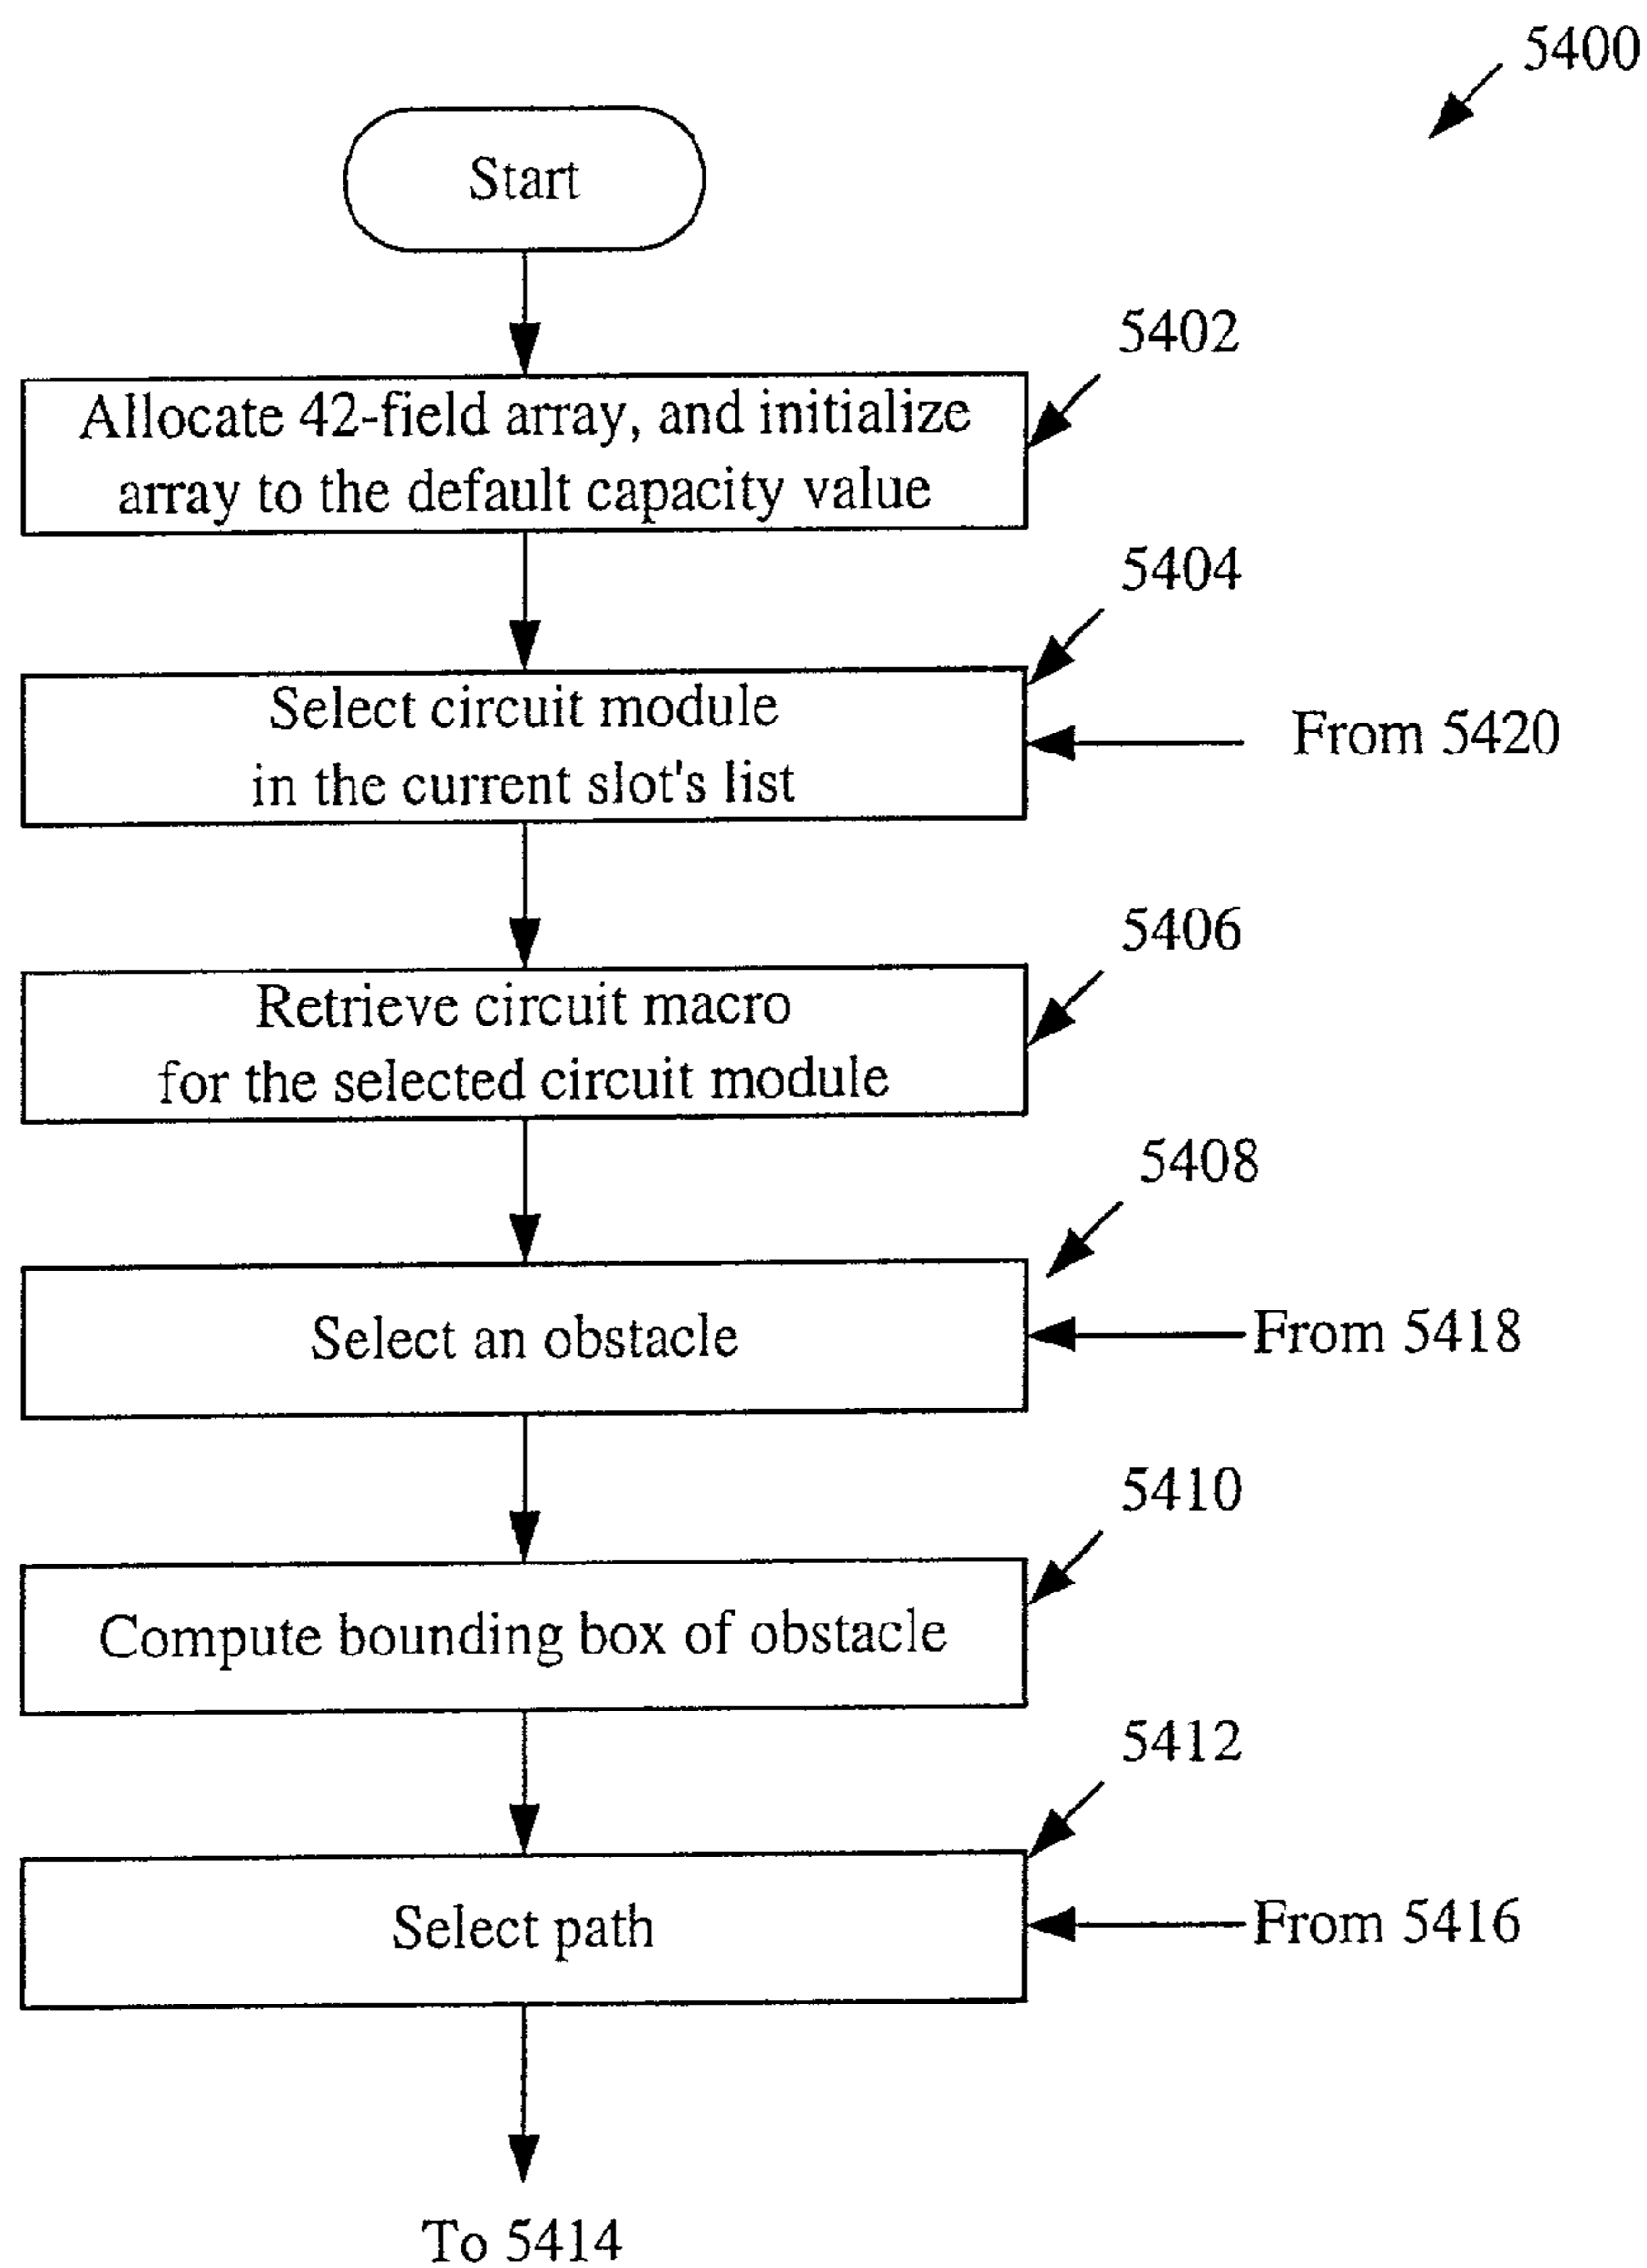 5400
Start
5402
Allocate 42-field array, and initialize
array to the default capacity value
5404
Select circuit module
in the current slot's list
From 5420
5406
Retrieve circuit macro
for the selected circuit module
5408
Select an obstacle
From 5418
5410
Compute bounding box of obstacle
5412
Select path
From 5416
To 5414